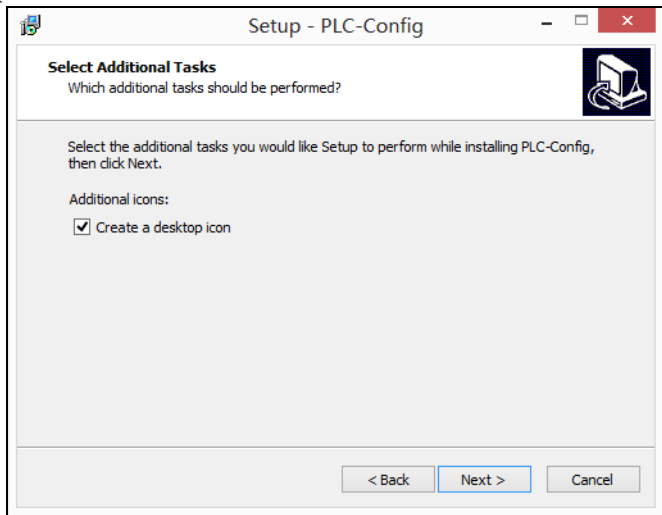 Setup - PLC-Config
Select Additional Tasks
Which additional tasks should be performed?
Select the additional tasks you would like Setup to perform while installing PLC-Config,
then click Next.
Additional icons:
Create a desktop icon
< Back
Next >
Cancel